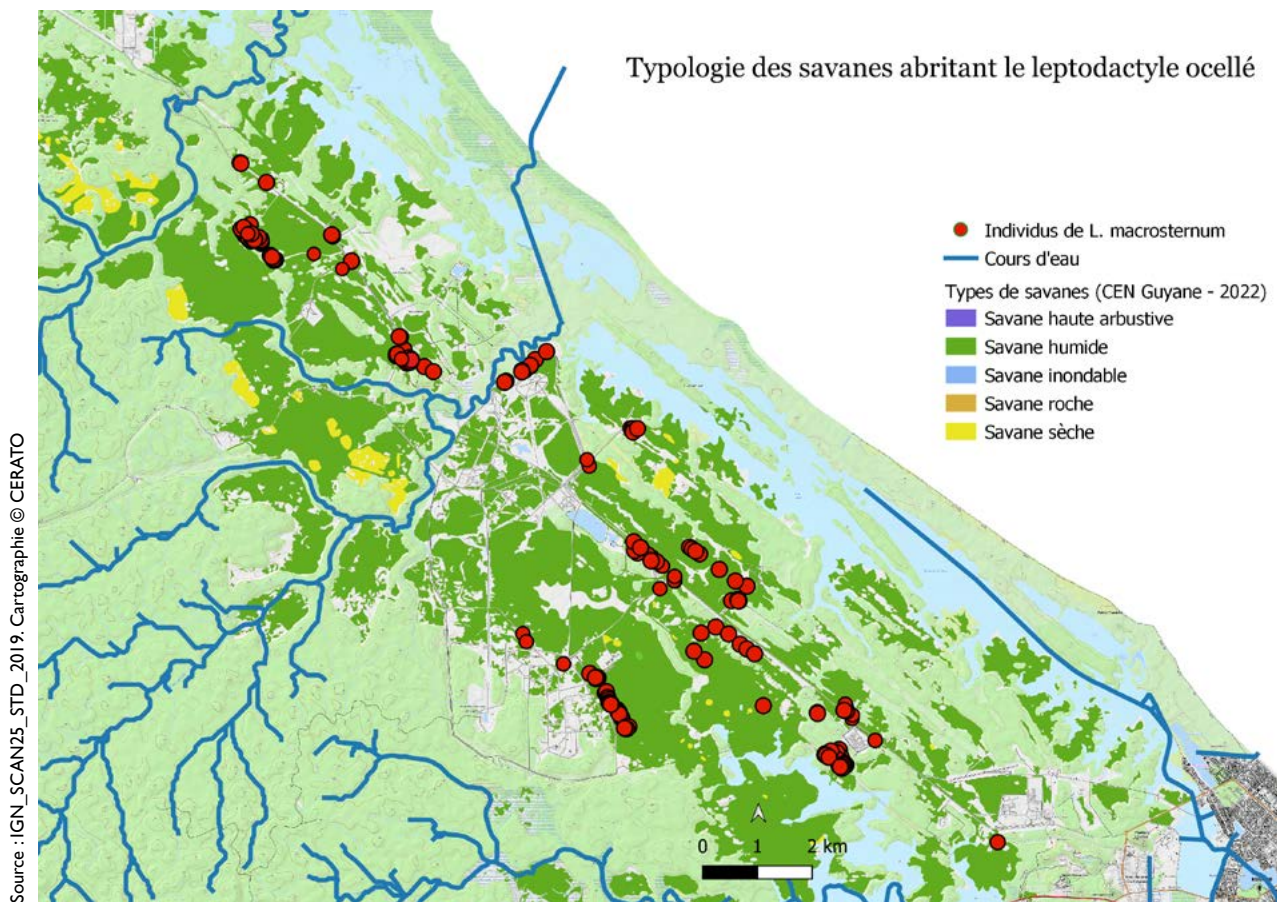 Typologie des savanes abritant le leptodactyle ocellé
Individus de L. macrosternum
Cours d'eau
Types de savanes (CEN Guyane - 2022)
Savane haute arbustive
Savane humide
Savane inondable
Savane roche
Savane sèche
0 1 2 km
Source : IGN_SCAN25_STD_2019. Cartographie © CERATO